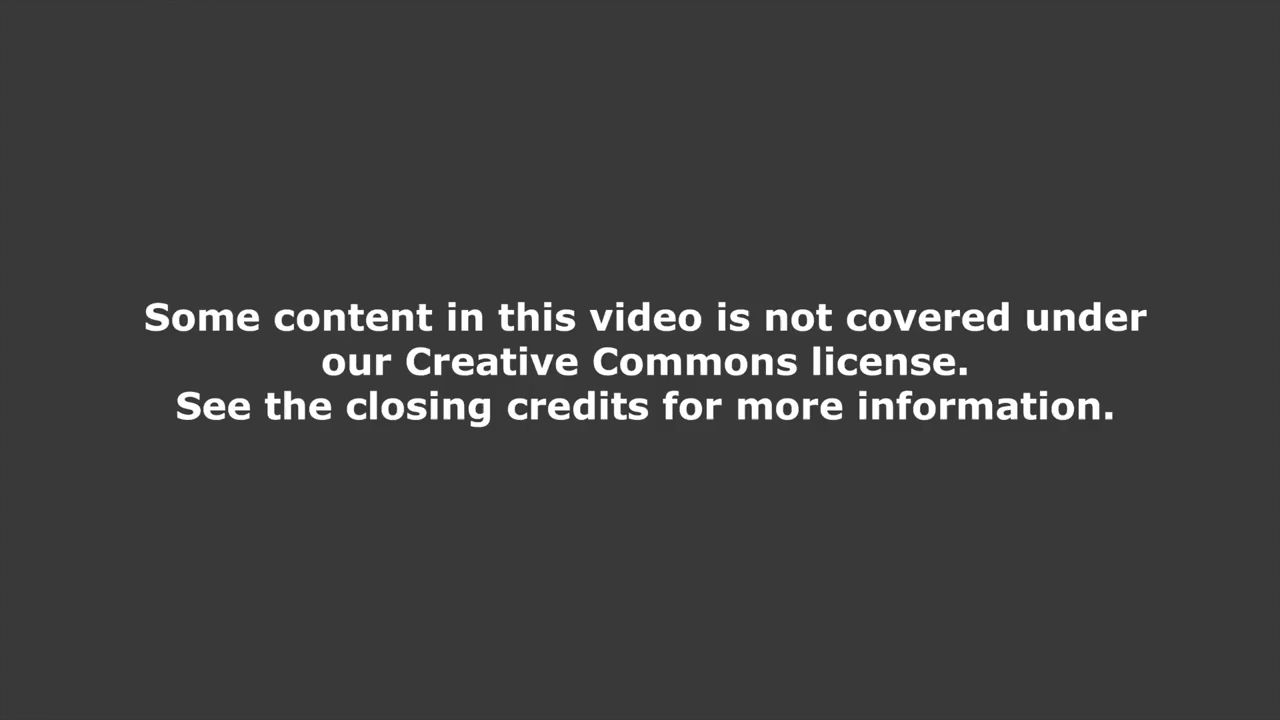 Some content in this video is not covered under
our Creative Commons license.
See the closing credits for more information.